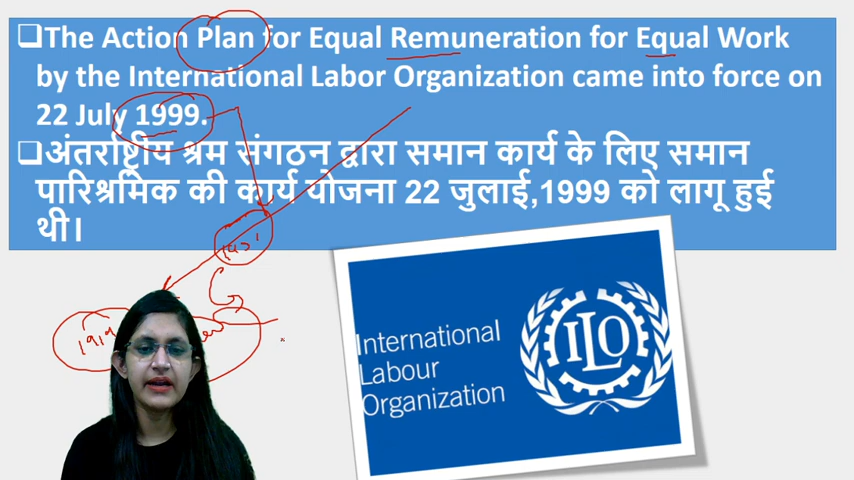 ❑The Action Plan for Equal Remuneration for Equal Work
by the International Labor Organization came into force on
22 July 1999.
❑अंतर्राष्ट्रीय श्रम संगठन द्वारा समान कार्य के लिए समान
पारिश्रमिक की कार्य योजना 22 जुलाई,1999 को लागू हुई
थी।
International
Labour
Organization
ILO
1919